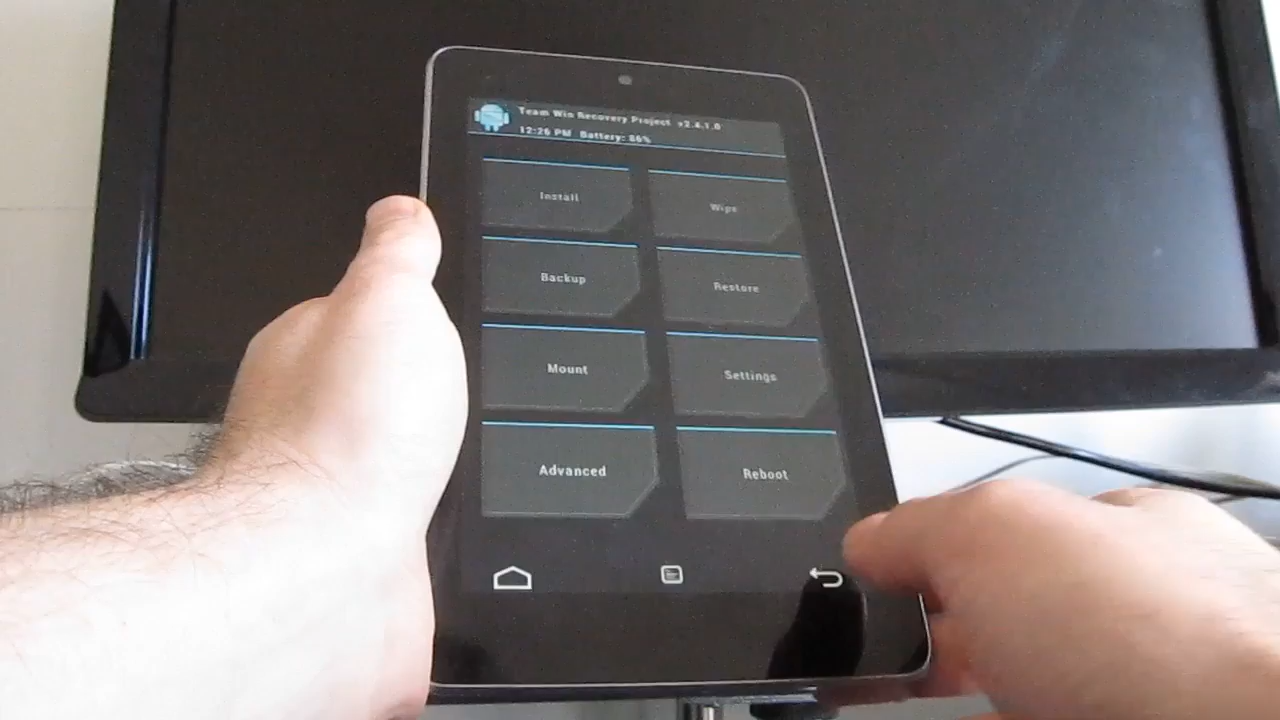 Team Win Recovery Project v2.4.1.0
12:26 PM Battery: 86%
Install
Wipe
Backup
Restore
Mount
Settings
Advanced
Reboot